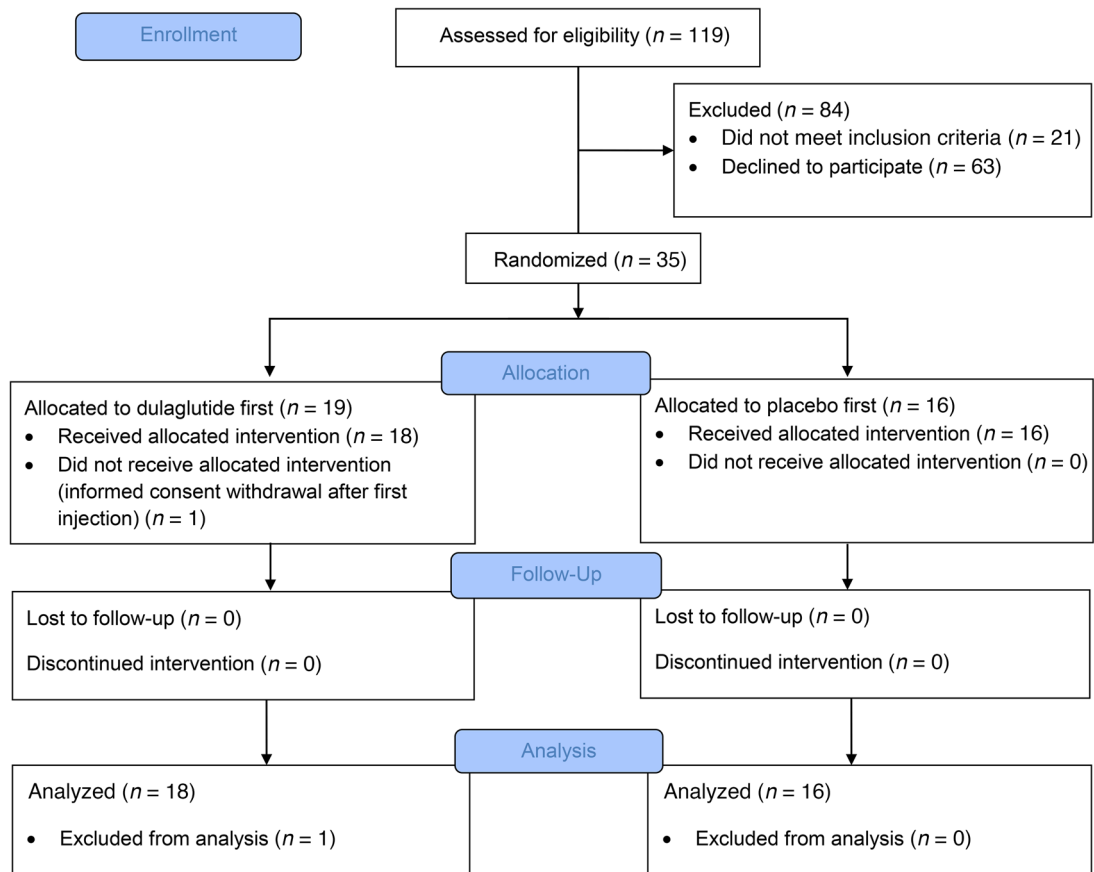 Enrollment
Assessed for eligibility (n = 119)
Excluded (n = 84)
• Did not meet inclusion criteria (n = 21)
• Declined to participate (n = 63)
Randomized (n = 35)
Allocation
Allocated to dulaglutide first (n = 19)
• Received allocated intervention (n = 18)
• Did not receive allocated intervention
(informed consent withdrawal after first
injection) (n = 1)
Allocated to placebo first (n = 16)
• Received allocated intervention (n = 16)
• Did not receive allocated intervention (n = 0)
Follow-Up
Lost to follow-up (n = 0)
Discontinued intervention (n = 0)
Lost to follow-up (n = 0)
Discontinued intervention (n = 0)
Analysis
Analyzed (n = 18)
• Excluded from analysis (n = 1)
Analyzed (n = 16)
• Excluded from analysis (n = 0)